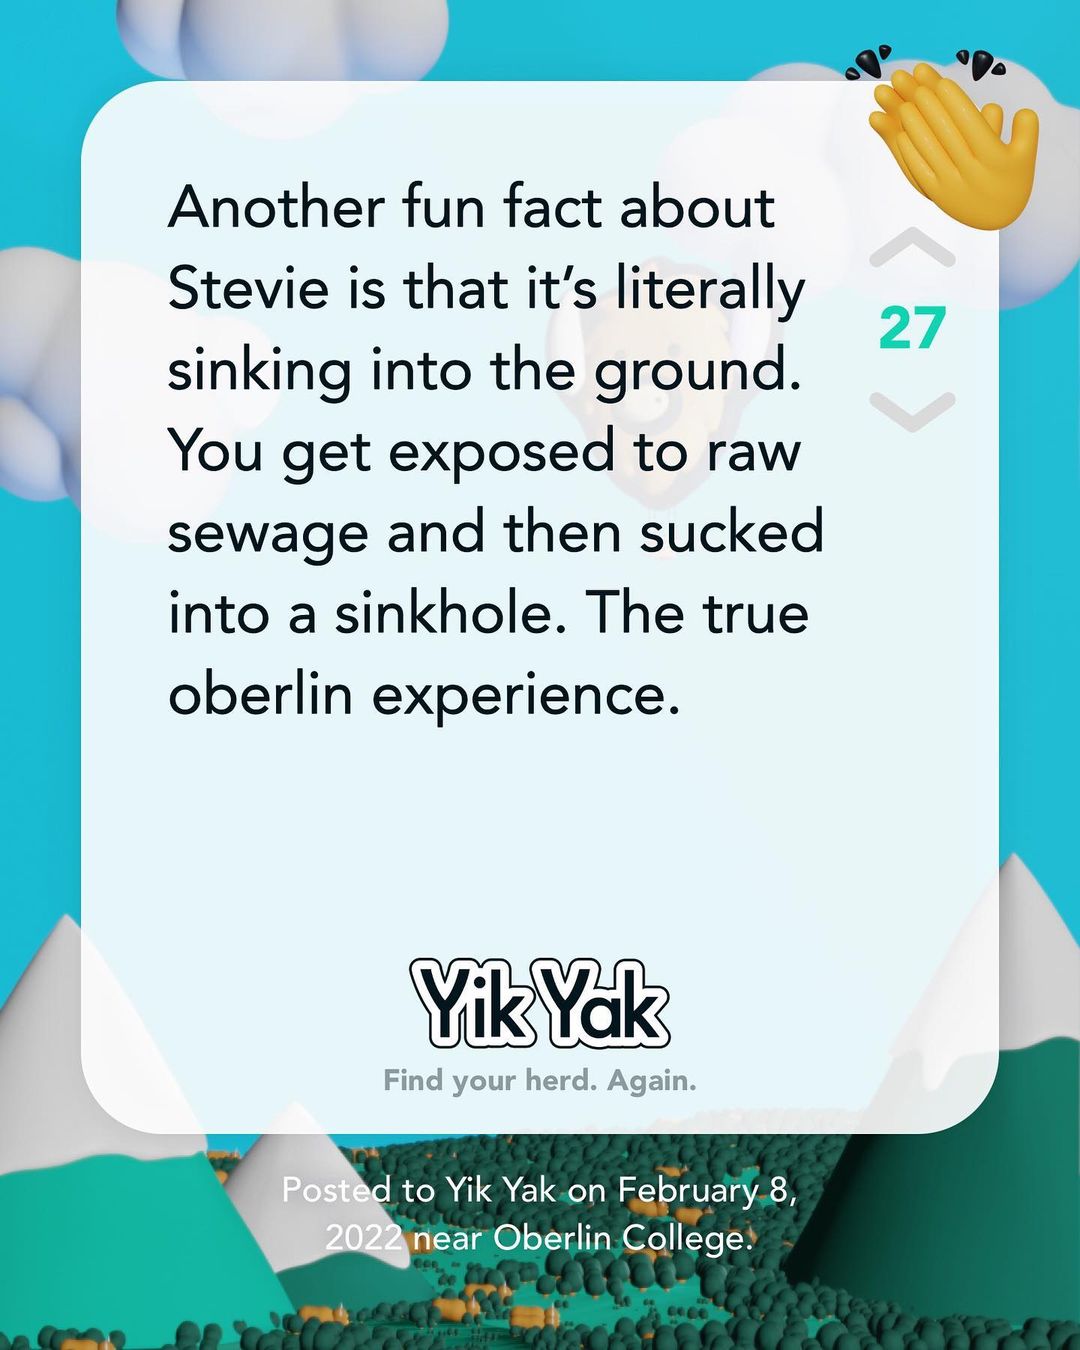 Another fun fact about
Stevie is that it’s literally
sinking into the ground.
You get exposed to raw
sewage and then sucked
into a sinkhole. The true
oberlin experience.
27
Yik Yak
Find your herd. Again.
Posted to Yik Yak on February 8,
2022 near Oberlin College.